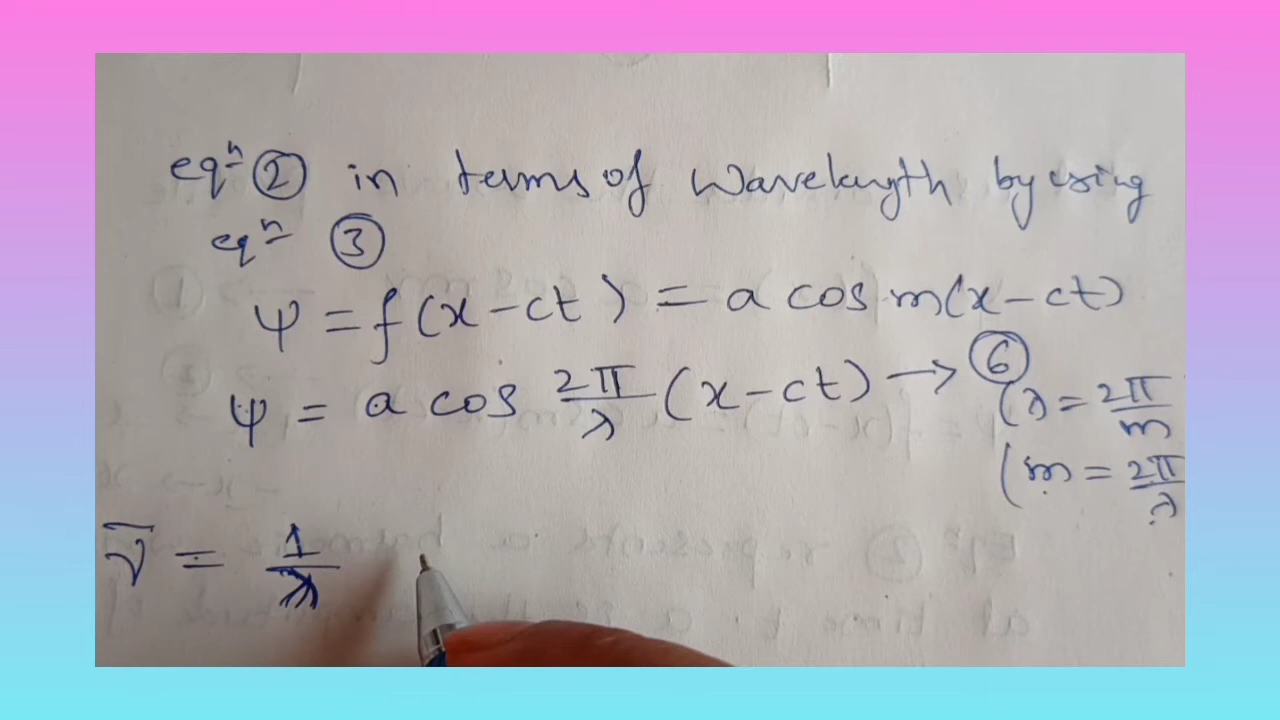 eqⁿ ② in terms of wavelength by using
eqⁿ ③
ψ = f(x-ct) = a cos m(x-ct)
ψ = a cos 2π/λ (x-ct) → ⑥
(λ = 2π/m
(m = 2π/λ
ν̅ = 1/λ